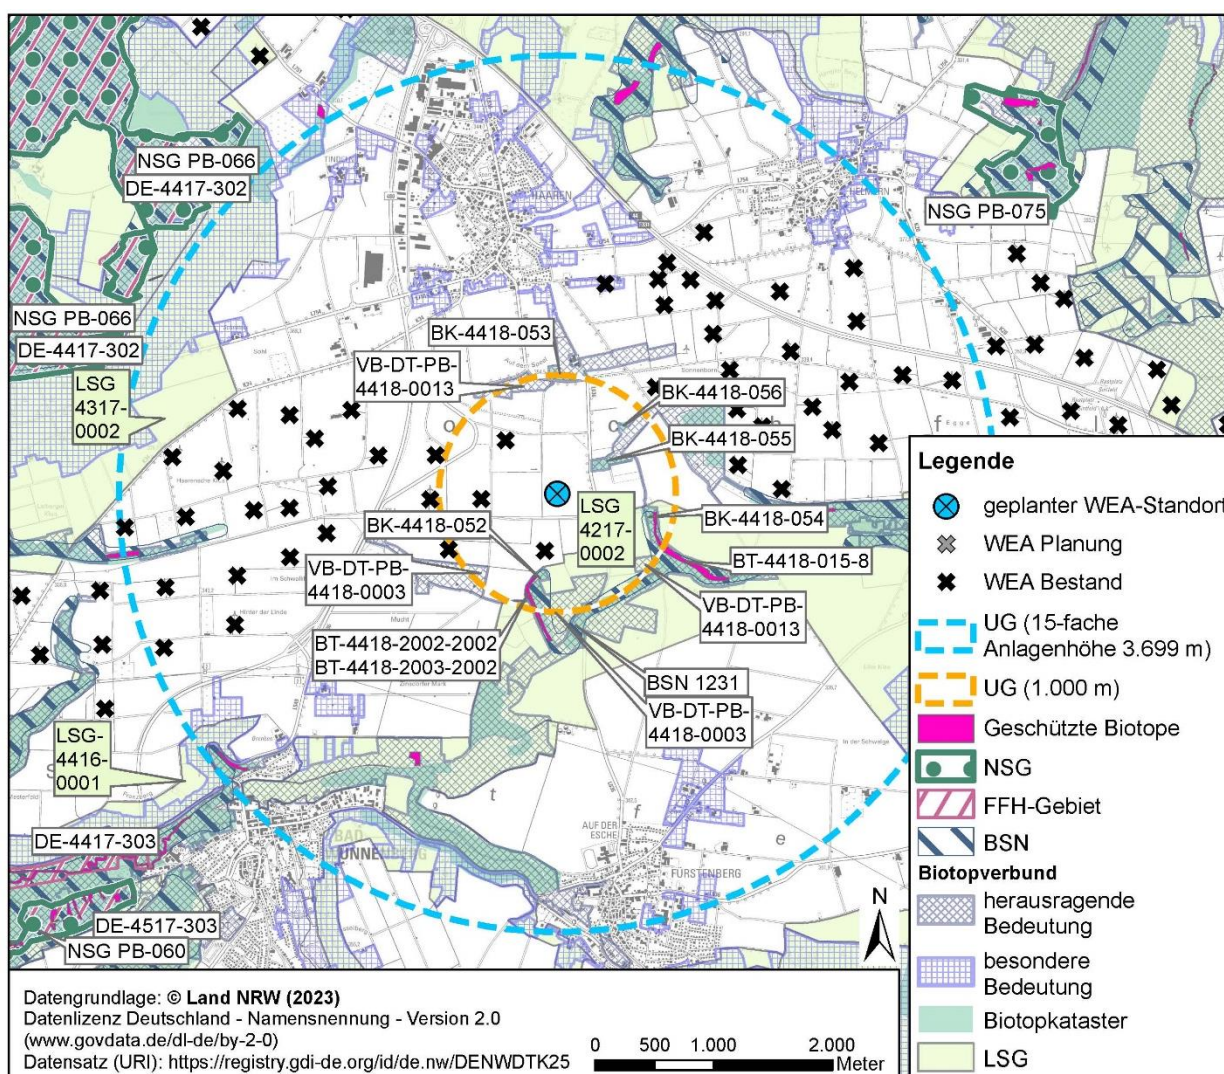 NSG PB-066
DE-4417-302
HAAREN
NSG PB-075
NSG PB-066
DE-4417-302
LSG
4317-
0002
BK-4418-053
VB-DT-PB-
4418-0013
BK-4418-056
BK-4418-055
LSG
4217-
0002
BK-4418-052
BK-4418-054
VB-DT-PB-
4418-0003
BT-4418-015-8
VB-DT-PB-
4418-0013
BT-4418-2002-2002
BT-4418-2003-2002
BSN 1231
VB-DT-PB-
4418-0003
LSG-
4416-
0001
DE-4417-303
DE-4517-303
NSG PB-060
BAD
AUF DER
ESCHE
FÜRSTENBERG
N
Legende
geplanter WEA-Standort
WEA Planung
WEA Bestand
UG (15-fache
Anlagenhöhe 3.699 m)
UG (1.000 m)
Geschützte Biotope
NSG
FFH-Gebiet
BSN
Biotopverbund
herausragende
Bedeutung
besondere
Bedeutung
Biotopkataster
LSG
Datengrundlage: © Land NRW (2023)
Datenlizenz Deutschland - Namensnennung - Version 2.0
(www.govdata.de/dl-de/by-2-0)
Datensatz (URI): https://registry.gdi-de.org/id/de.nw/DENWDTK25
0 500 1.000 2.000
Meter